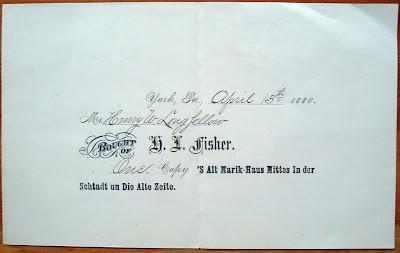 York, Pa., April 13th 1880.
Mr Henry W Longfellow
BOUGHT OF H. L. Fisher.
One Copy 'S Alt Marik-Haus Mittes In der
Schtadt un Die Alte Zeite.